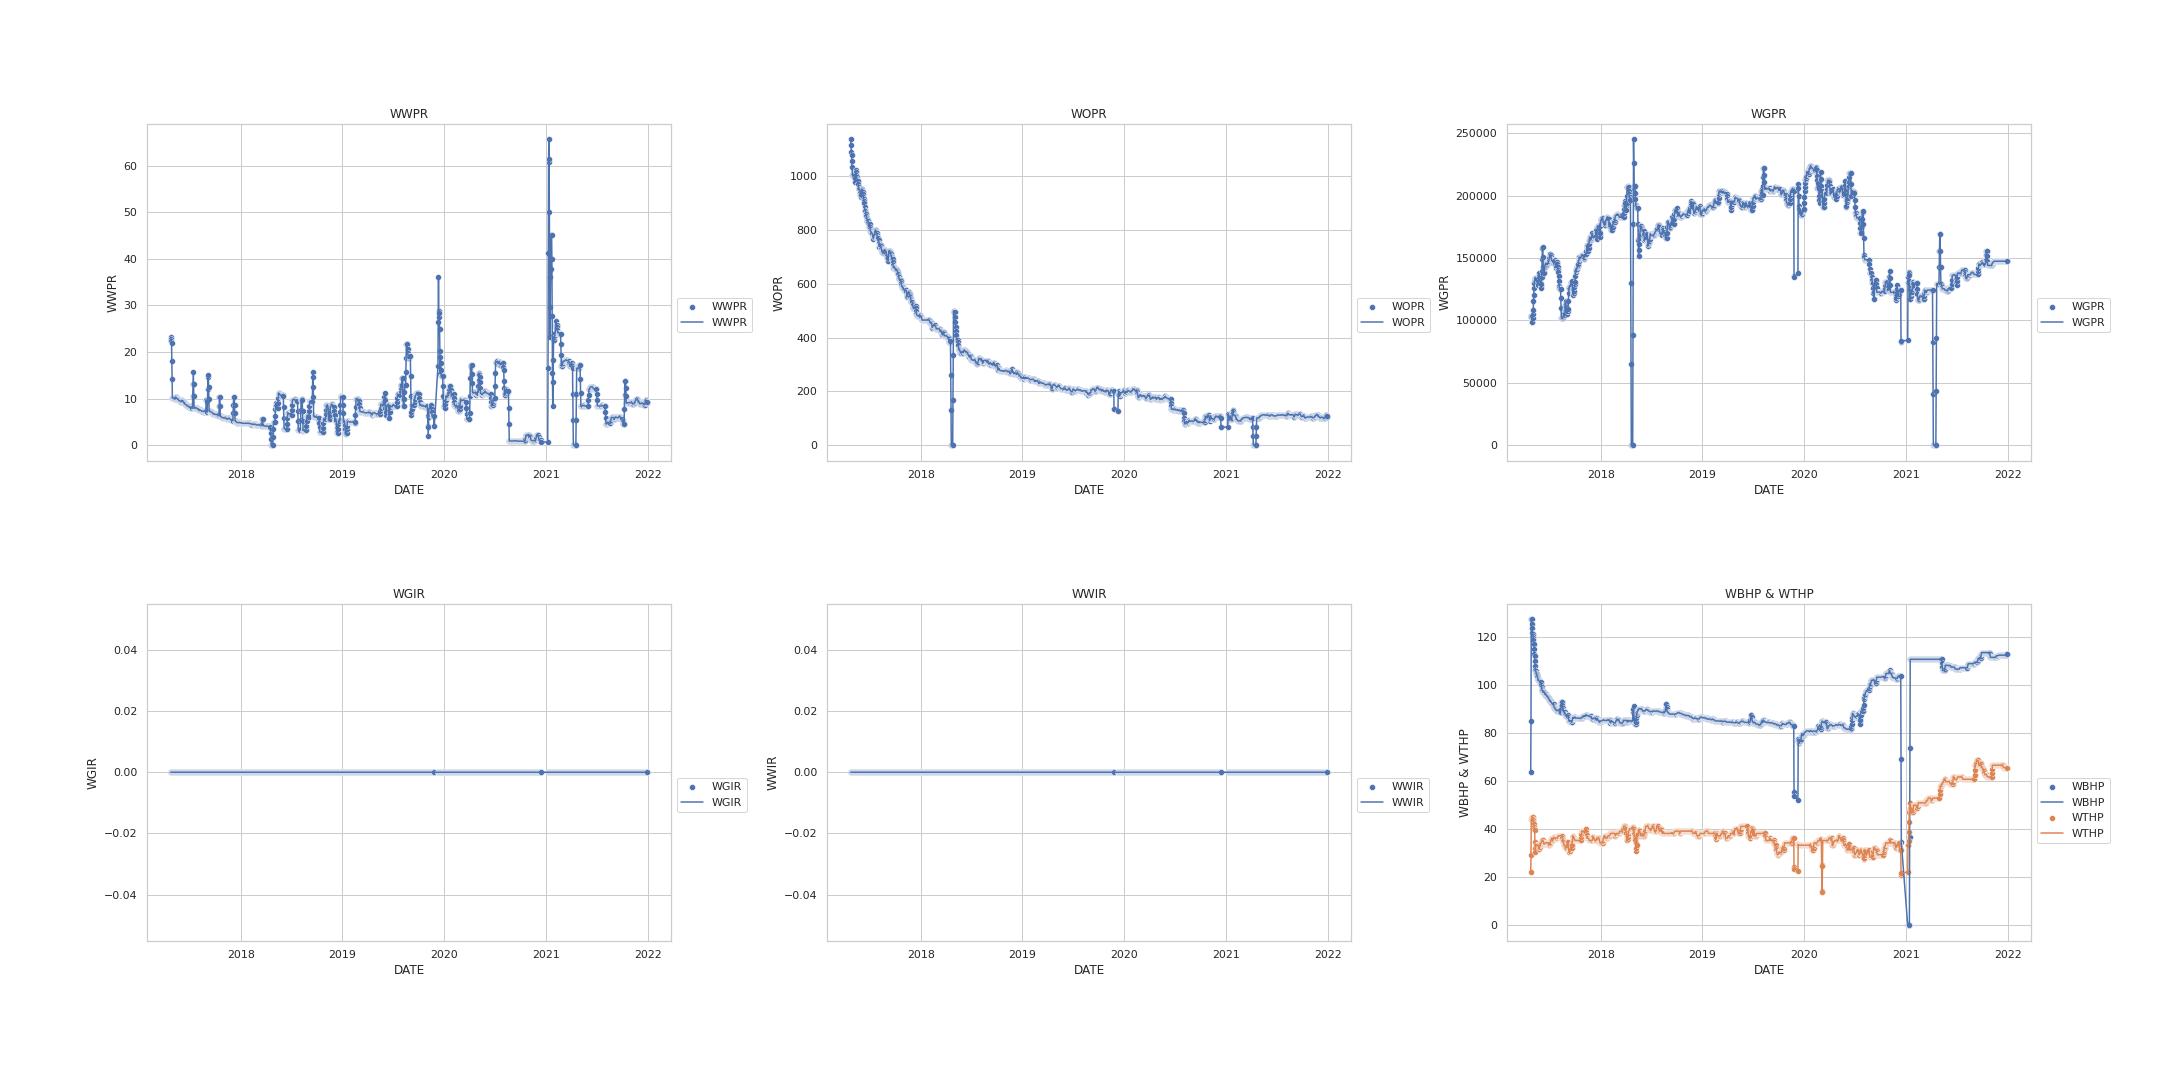 WWPR
60
50
40
30
20
10
0
WWPR
2018 2019 2020 2021 2022
DATE
WWPR
WWPR
WOPR
1000
800
600
400
200
0
WOPR
2018 2019 2020 2021 2022
DATE
WOPR
WOPR
WGPR
250000
200000
150000
100000
50000
0
WGPR
2018 2019 2020 2021 2022
DATE
WGPR
WGPR
WGIR
0.04
0.02
0.00
−0.02
−0.04
WGIR
2018 2019 2020 2021 2022
DATE
WGIR
WGIR
WWIR
0.04
0.02
0.00
−0.02
−0.04
WWIR
2018 2019 2020 2021 2022
DATE
WWIR
WWIR
WBHP & WTHP
120
100
80
60
40
20
0
WBHP & WTHP
2018 2019 2020 2021 2022
DATE
WBHP
WBHP
WTHP
WTHP